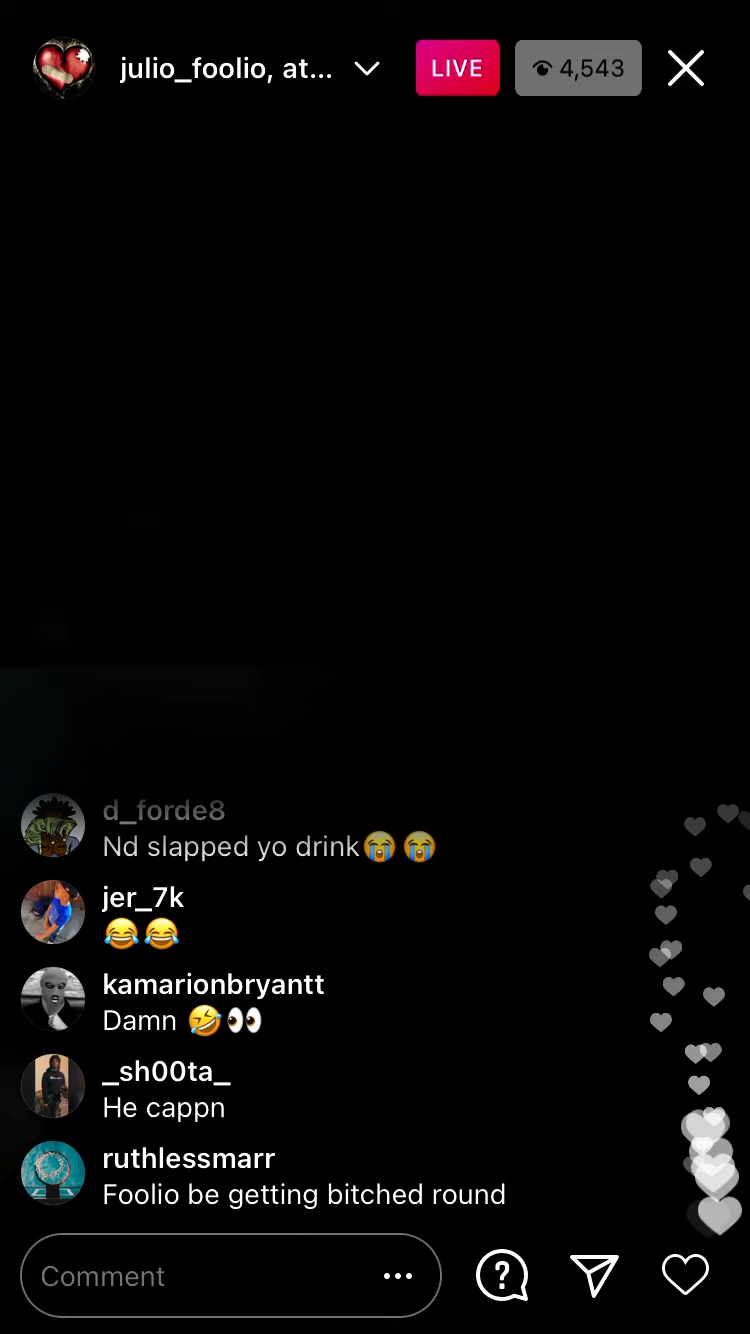 julio_foolio, at...
LIVE
4,543
d_forde8
Nd slapped yo drink😭😭
jer_7k
😂😂
kamarionbryantt
Damn 🤣👀
_sh00ta_
He cappn
ruthlessmarr
Foolio be getting bitched round
Comment